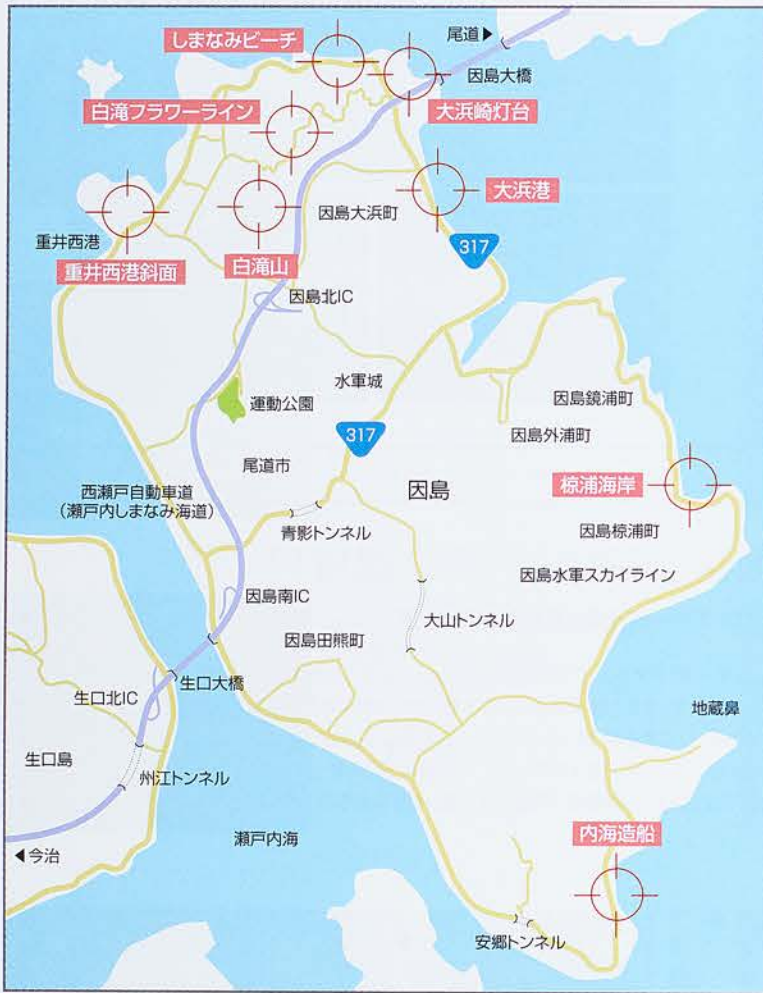 尾道▶
しまなみビーチ
因島大橋
白滝フラワーライン
大浜崎灯台
大浜港
因島大浜町
重井西港
317
重井西港斜面
白滝山
因島北IC
水軍城
運動公園
因島鏡浦町
317
因島外浦町
尾道市
椋浦海岸
因島
西瀬戸自動車道
(瀬戸内しまなみ海道)
青影トンネル
因島椋浦町
因島水軍スカイライン
因島南IC
大山トンネル
因島田熊町
生口大橋
生口北IC
地蔵鼻
生口島
州江トンネル
内海造船
瀬戸内海
◀今治
安郷トンネル